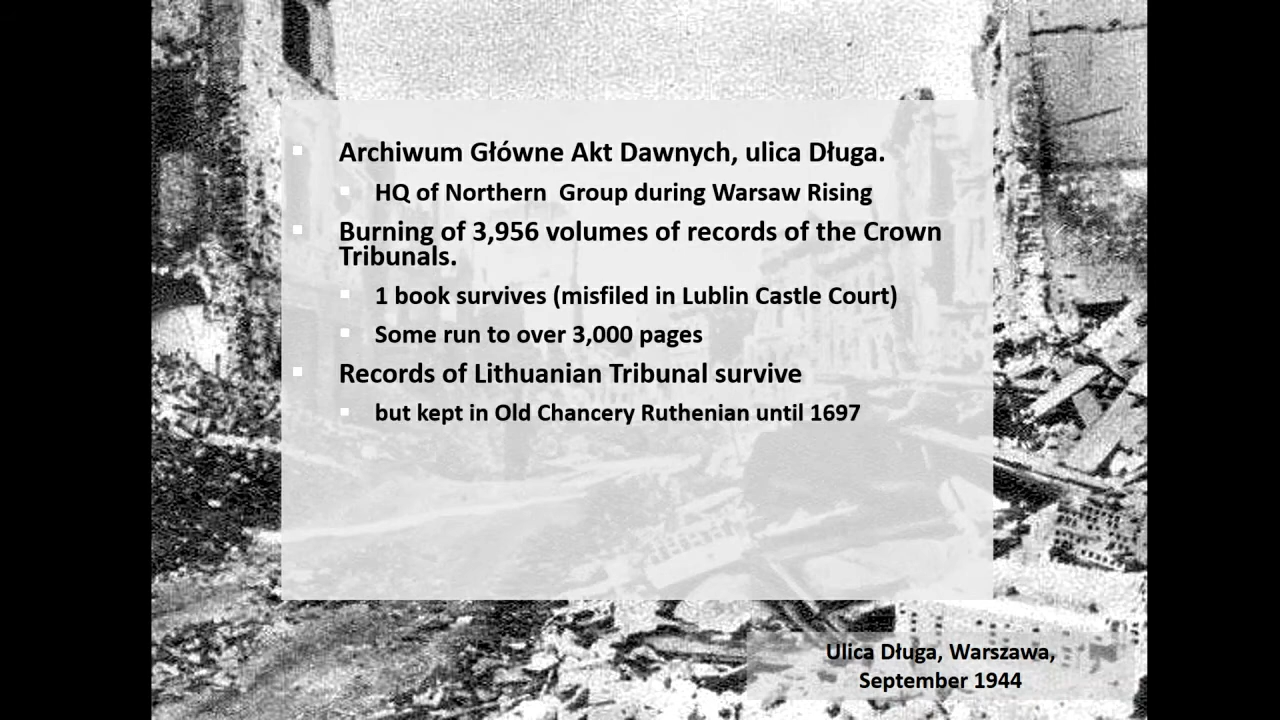 Archiwum Główne Akt Dawnych, ulica Długa.
HQ of Northern  Group during Warsaw Rising
Burning of 3,956 volumes of records of the Crown
Tribunals.
1 book survives (misfiled in Lublin Castle Court)
Some run to over 3,000 pages
Records of Lithuanian Tribunal survive
but kept in Old Chancery Ruthenian until 1697
Ulica Długa, Warszawa,
September 1944